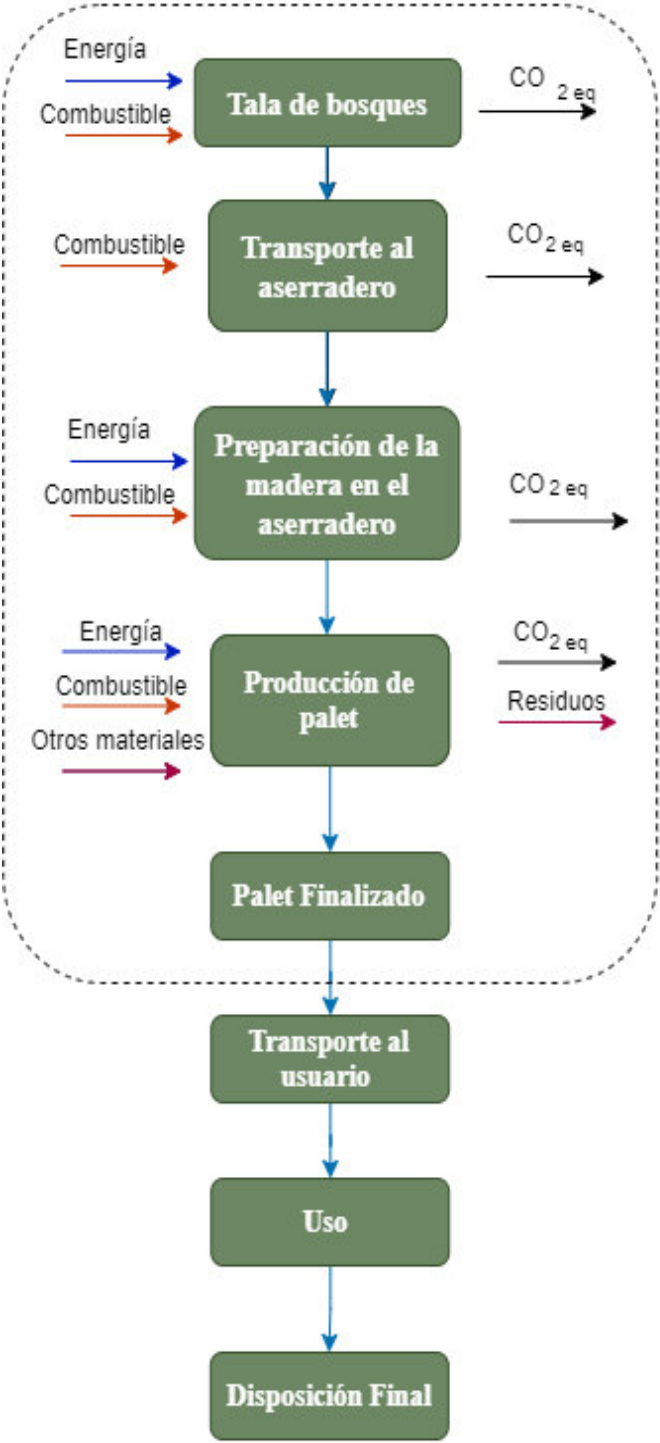 Energía
Combustible
Tala de bosques
CO 2 eq
Combustible
Transporte al
aserradero
CO2 eq
Energía
Combustible
Preparación de la
madera en el
aserradero
CO2 eq
Energía
Combustible
Otros materiales
Producción de
palet
CO2 eq
Residuos
Palet Finalizado
Transporte al
usuario
Uso
Disposición Final